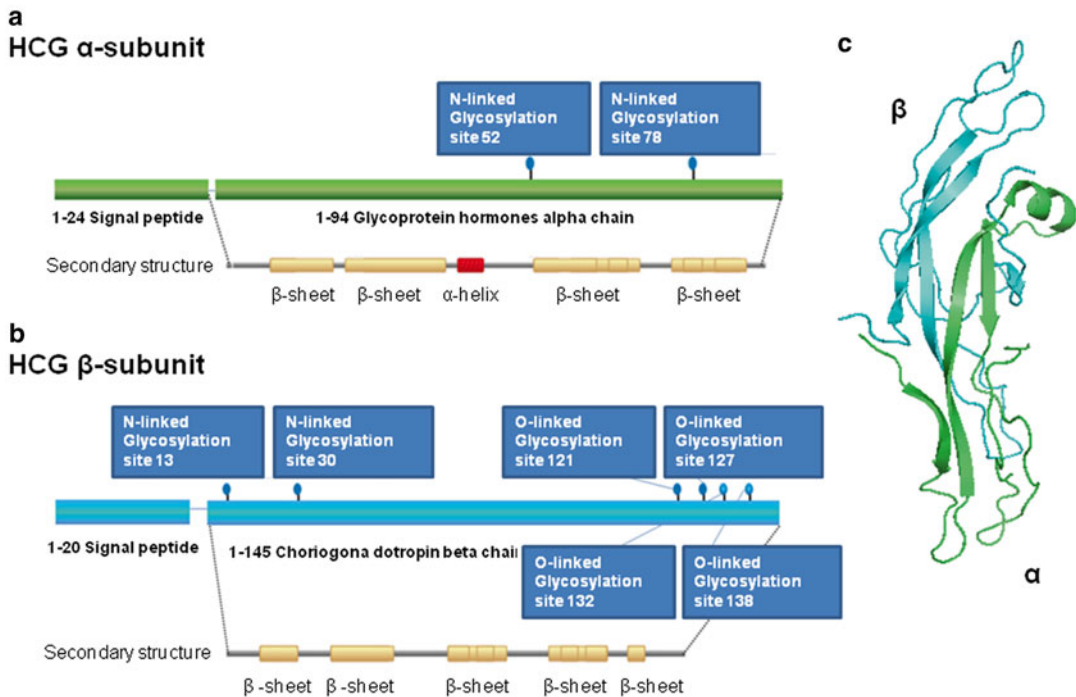 a
HCG α-subunit
N-linked
Glycosylation
site 52
N-linked
Glycosylation
site 78
1-24 Signal peptide
1-94 Glycoprotein hormones alpha chain
Secondary structure
β-sheet
β-sheet
α-helix
β-sheet
β-sheet
b
HCG β-subunit
N-linked
Glycosylation
site 13
N-linked
Glycosylation
site 30
O-linked
Glycosylation
site 121
O-linked
Glycosylation
site 127
1-20 Signal peptide
1-145 Choriogona dotropin beta chain
O-linked
Glycosylation
site 132
O-linked
Glycosylation
site 138
Secondary structure
β -sheet
β -sheet
β-sheet
β-sheet
β-sheet
c
β
α